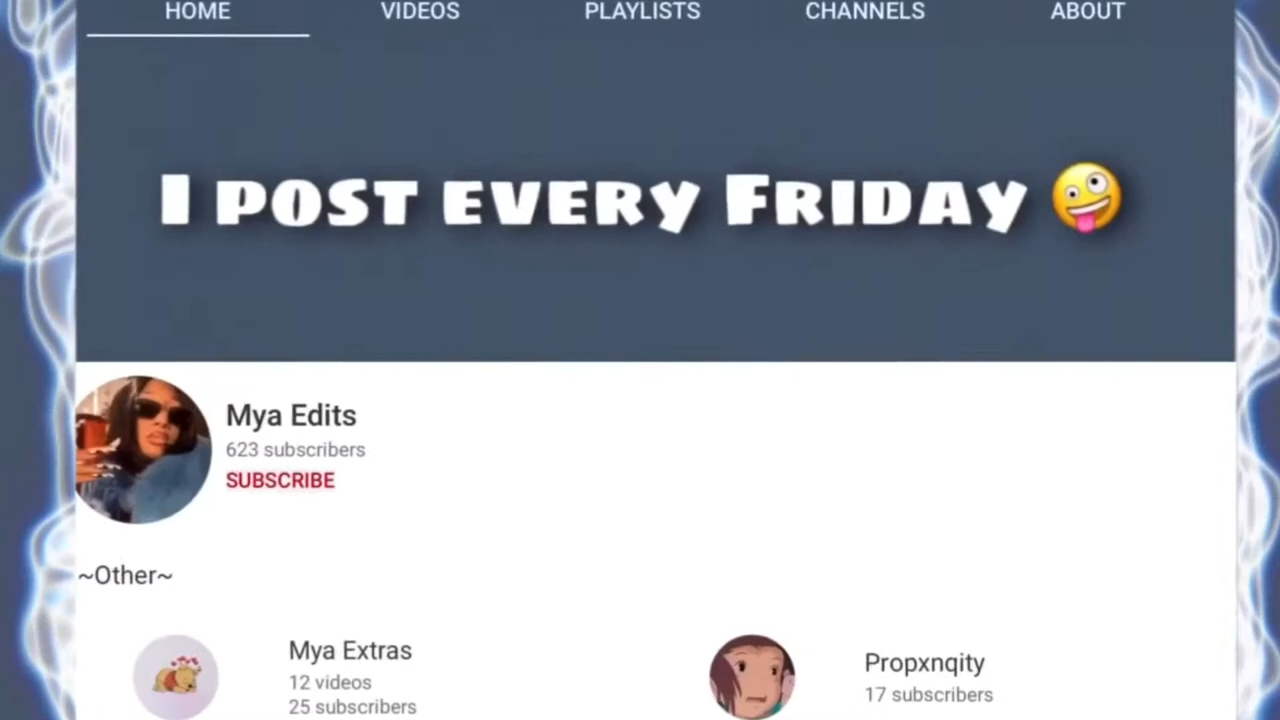 HOME VIDEOS PLAYLISTS CHANNELS ABOUT
I post every Friday 🤪
Mya Edits
623 subscribers
SUBSCRIBE
~Other~
Mya Extras
12 videos
25 subscribers
Propxnqity
17 subscribers